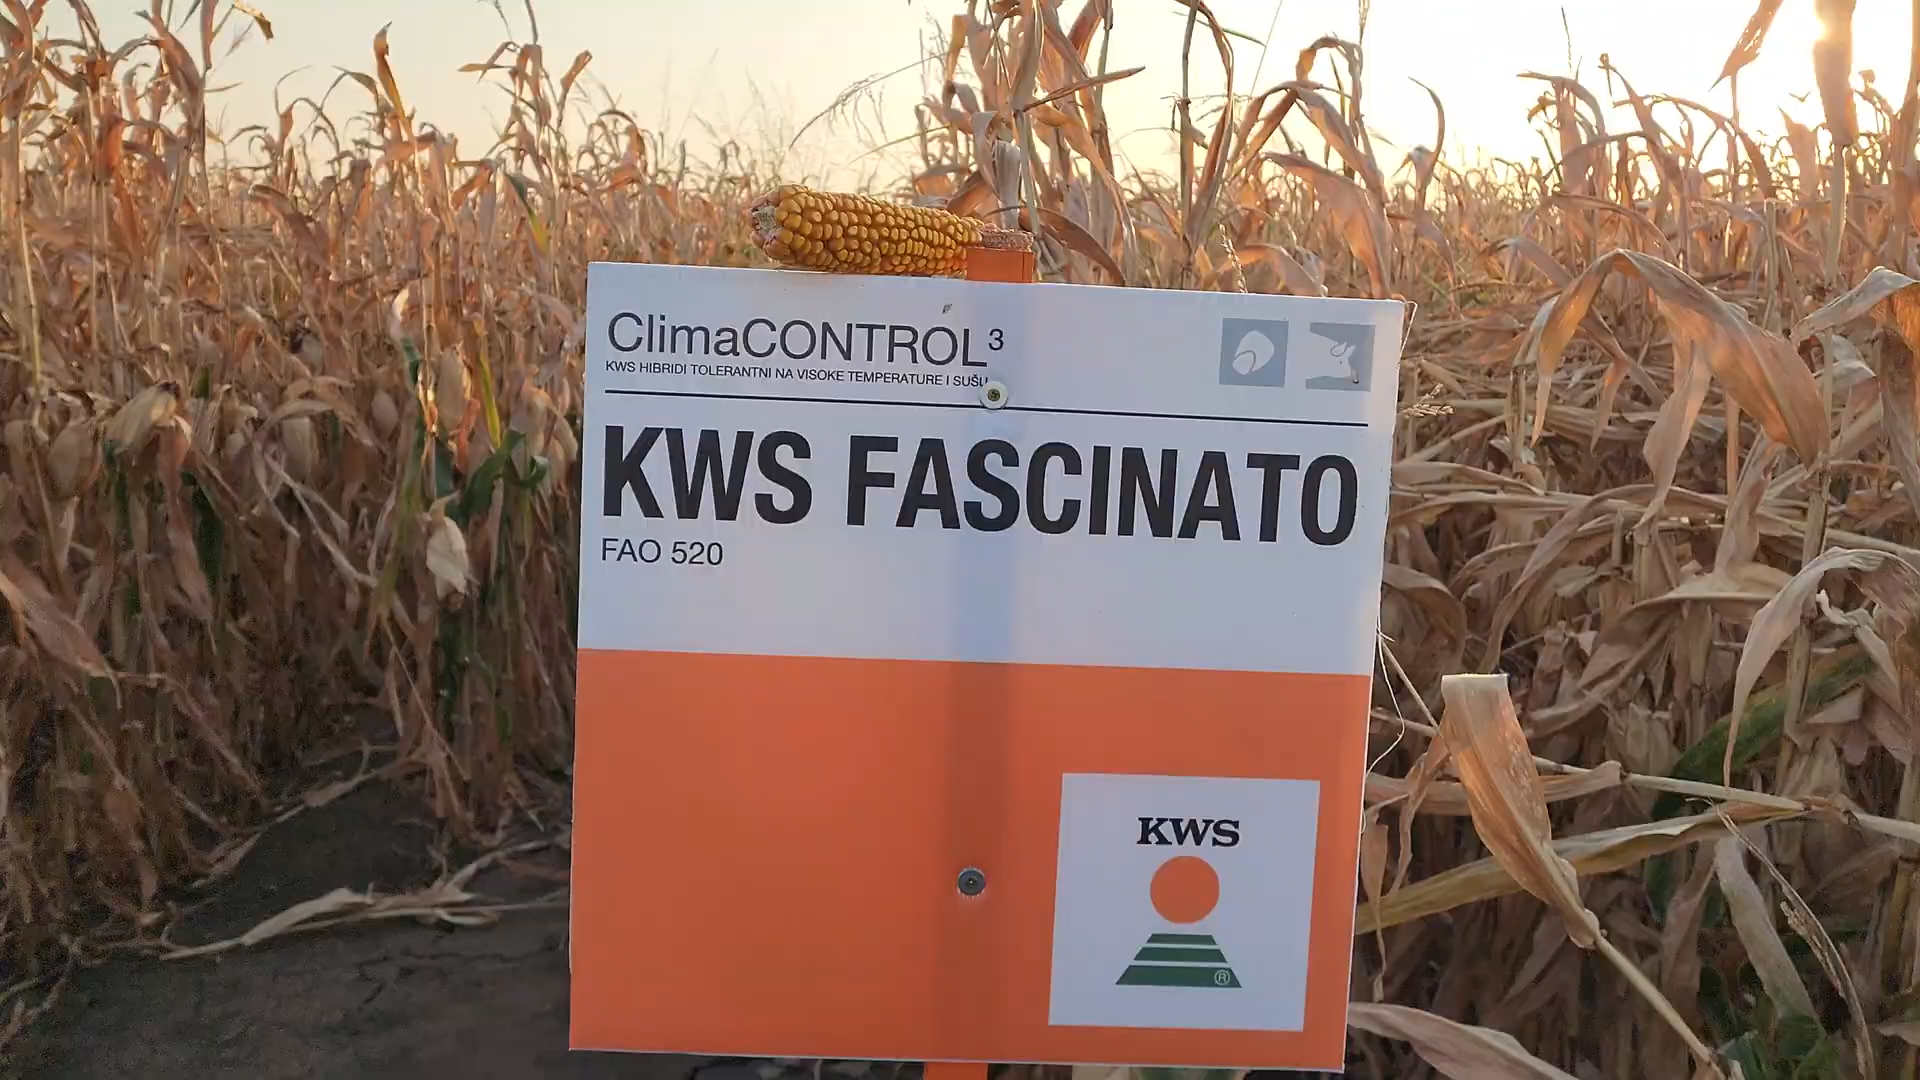 ClimaCONTROL³
KWS HIBRIDI TOLERANTNI NA VISOKE TEMPERATURE I SUŠU
KWS FASCINATO
FAO 520
KWS
®